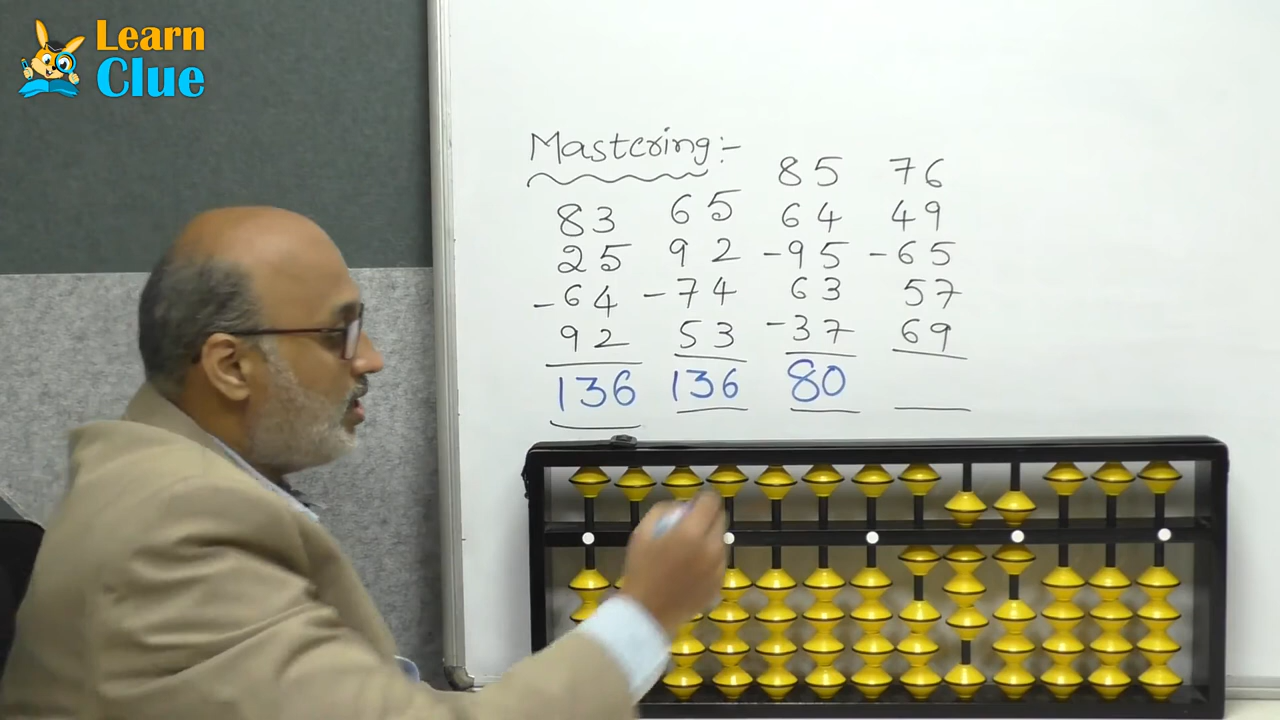 Learn
Clue
Mastering:-
85 76
83 65 64 49
25 92 -95 -65
-64 -74 63 57
92 53 -37 69
136 136 80